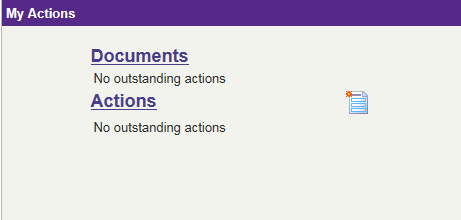 My Actions
Documents
No outstanding actions
Actions
No outstanding actions